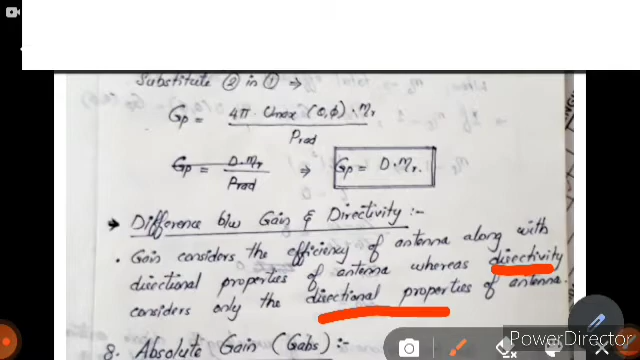 Substitute ② in ① ⇒
Gp = 4π · Umax (θ, φ) · ηr / Prad
Gp = D·ηr / Prad ⇒ Gp = D·ηr.
→ Difference b/w Gain & Directivity :-
• Gain considers the efficiency of antenna along with
directional properties of antenna whereas directivity
considers only the directional properties of antenna.
8. Absolute Gain (Gabs) :-
PowerDirector